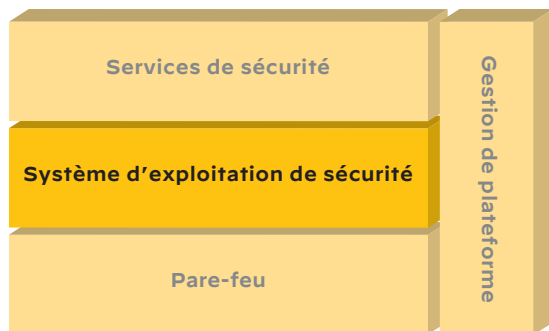 Services de sécurité
Système d’exploitation de sécurité
Pare-feu
Gestion de plateforme